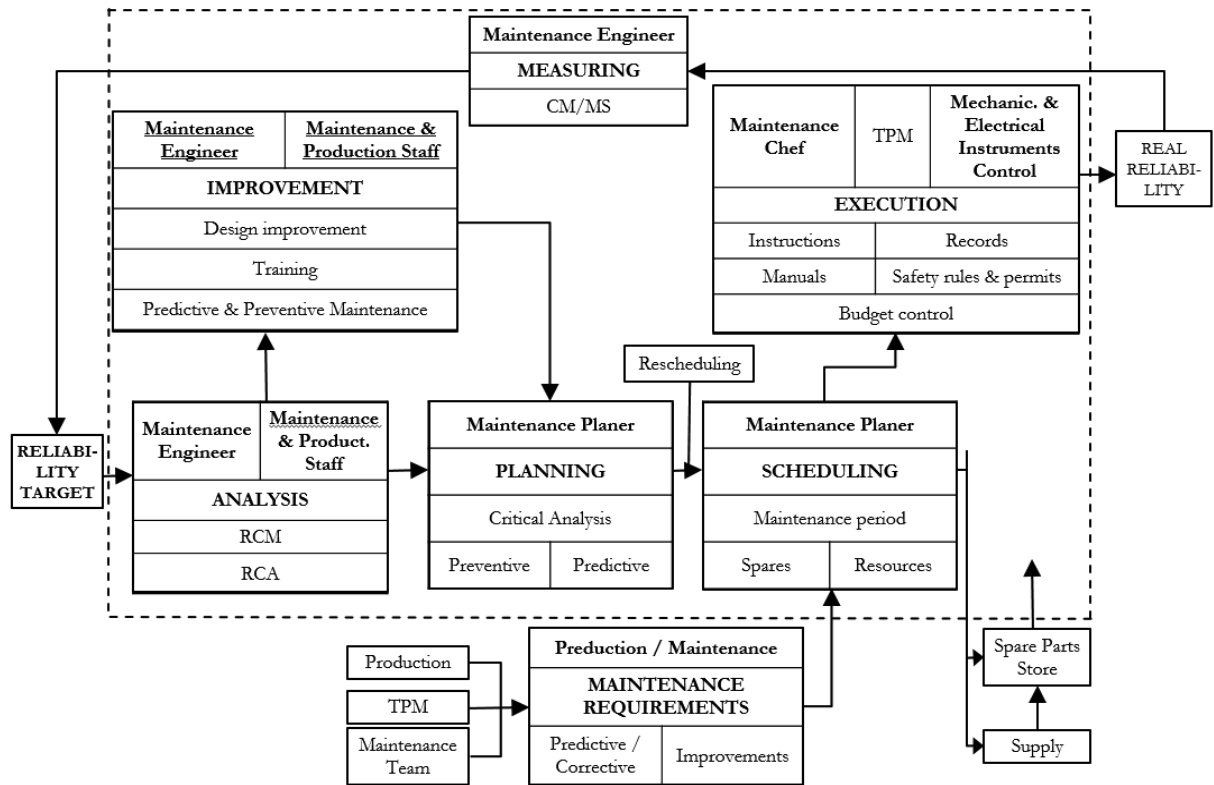 Maintenance Engineer
MEASURING
CM/MS
Maintenance
Engineer
Maintenance &
Production Staff
IMPROVEMENT
Design improvement
Training
Predictive & Preventive Maintenance
Maintenance
Chef
TPM
Mechanic. &
Electrical
Instruments
Control
EXECUTION
Instructions
Records
Manuals
Safety rules & permits
Budget control
REAL
RELIABI-
LITY
Rescheduling
RELIABI-
LITY
TARGET
Maintenance
Engineer
Maintenance
& Product.
Staff
ANALYSIS
RCM
RCA
Maintenance Planer
PLANNING
Critical Analysis
Preventive
Predictive
Maintenance Planer
SCHEDULING
Maintenance period
Spares
Resources
Production
TPM
Maintenance
Team
Production / Maintenance
MAINTENANCE
REQUIREMENTS
Predictive /
Corrective
Improvements
Spare Parts
Store
Supply